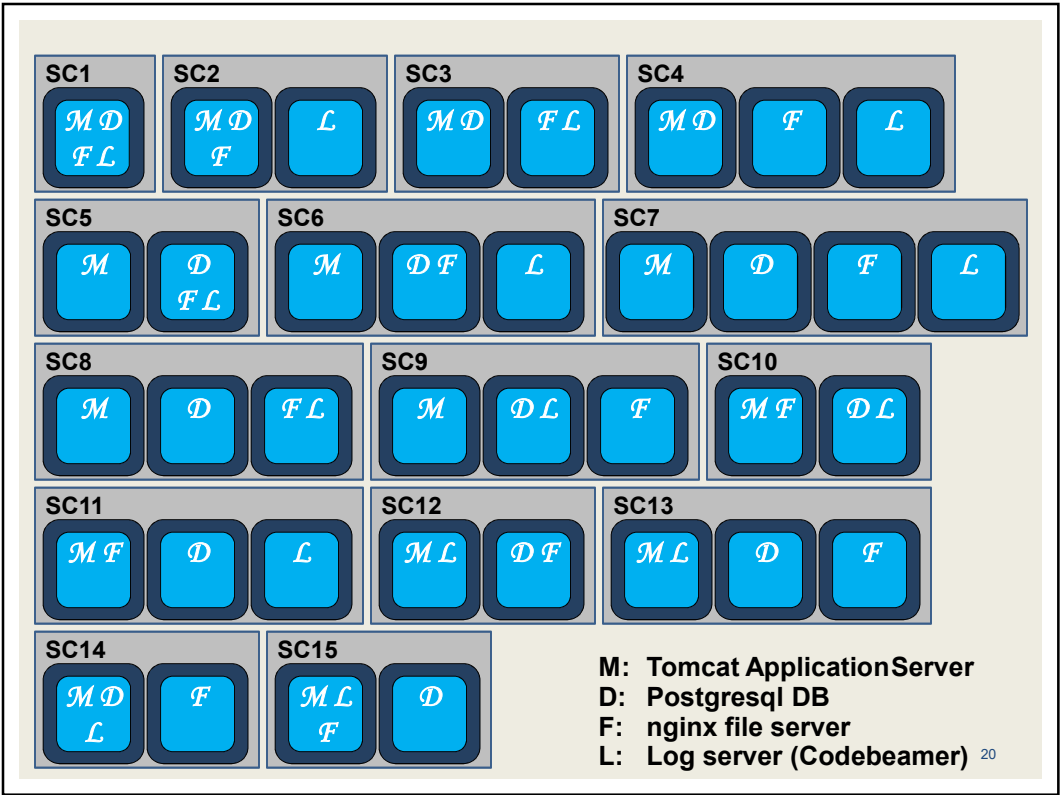 SC1 SC2 SC3 SC4
M D M D L M D F L M D F L
F L F
SC5 SC6 SC7
M D M D F L M D F L
F L
SC8 SC9 SC10
M D F L M D L F M F D L
SC11 SC12 SC13
M F D L M L D F M L D F
SC14 SC15
M D F M L D
L F
M: Tomcat ApplicationServer
D: Postgresql DB
F: nginx file server
L: Log server (Codebeamer) 20